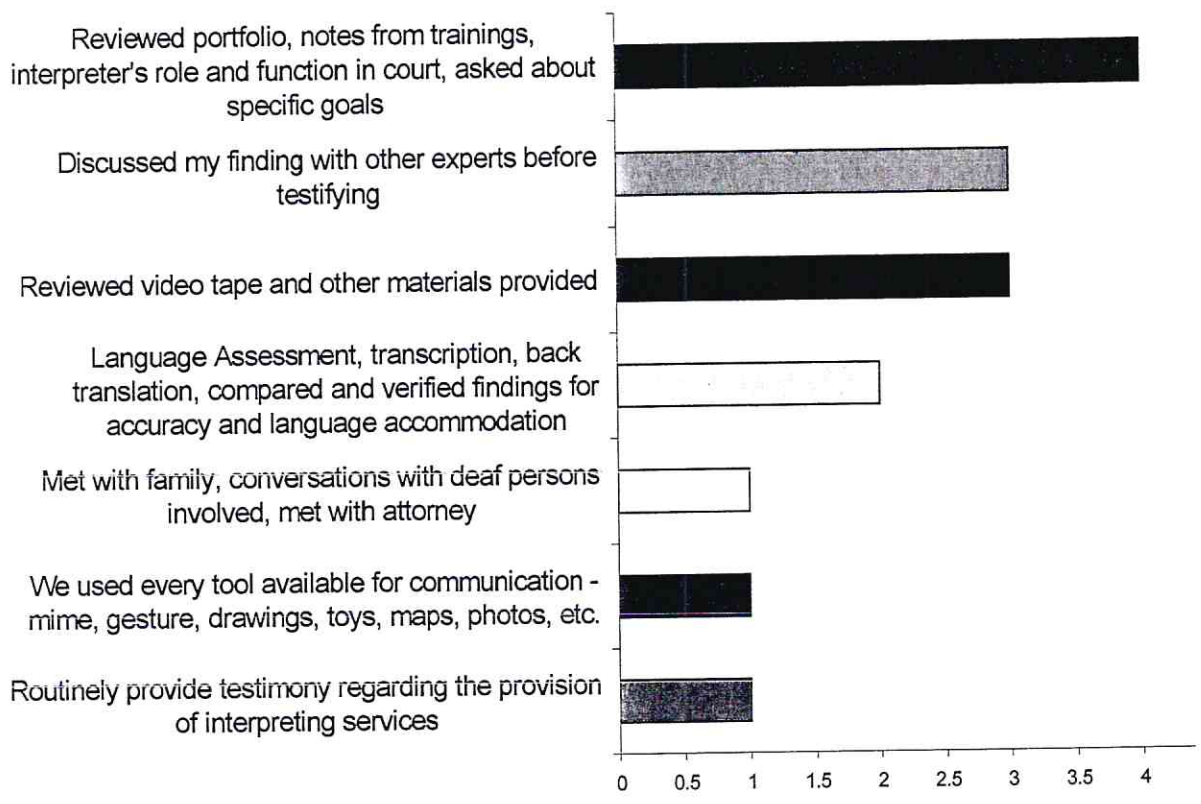 Reviewed portfolio, notes from trainings,
interpreter's role and function in court, asked about
specific goals
Discussed my finding with other experts before
testifying
Reviewed video tape and other materials provided
Language Assessment, transcription, back
translation, compared and verified findings for
accuracy and language accommodation
Met with family, conversations with deaf persons
involved, met with attorney
We used every tool available for communication -
mime, gesture, drawings, toys, maps, photos, etc.
Routinely provide testimony regarding the provision
of interpreting services
0 0.5 1 1.5 2 2.5 3 3.5 4